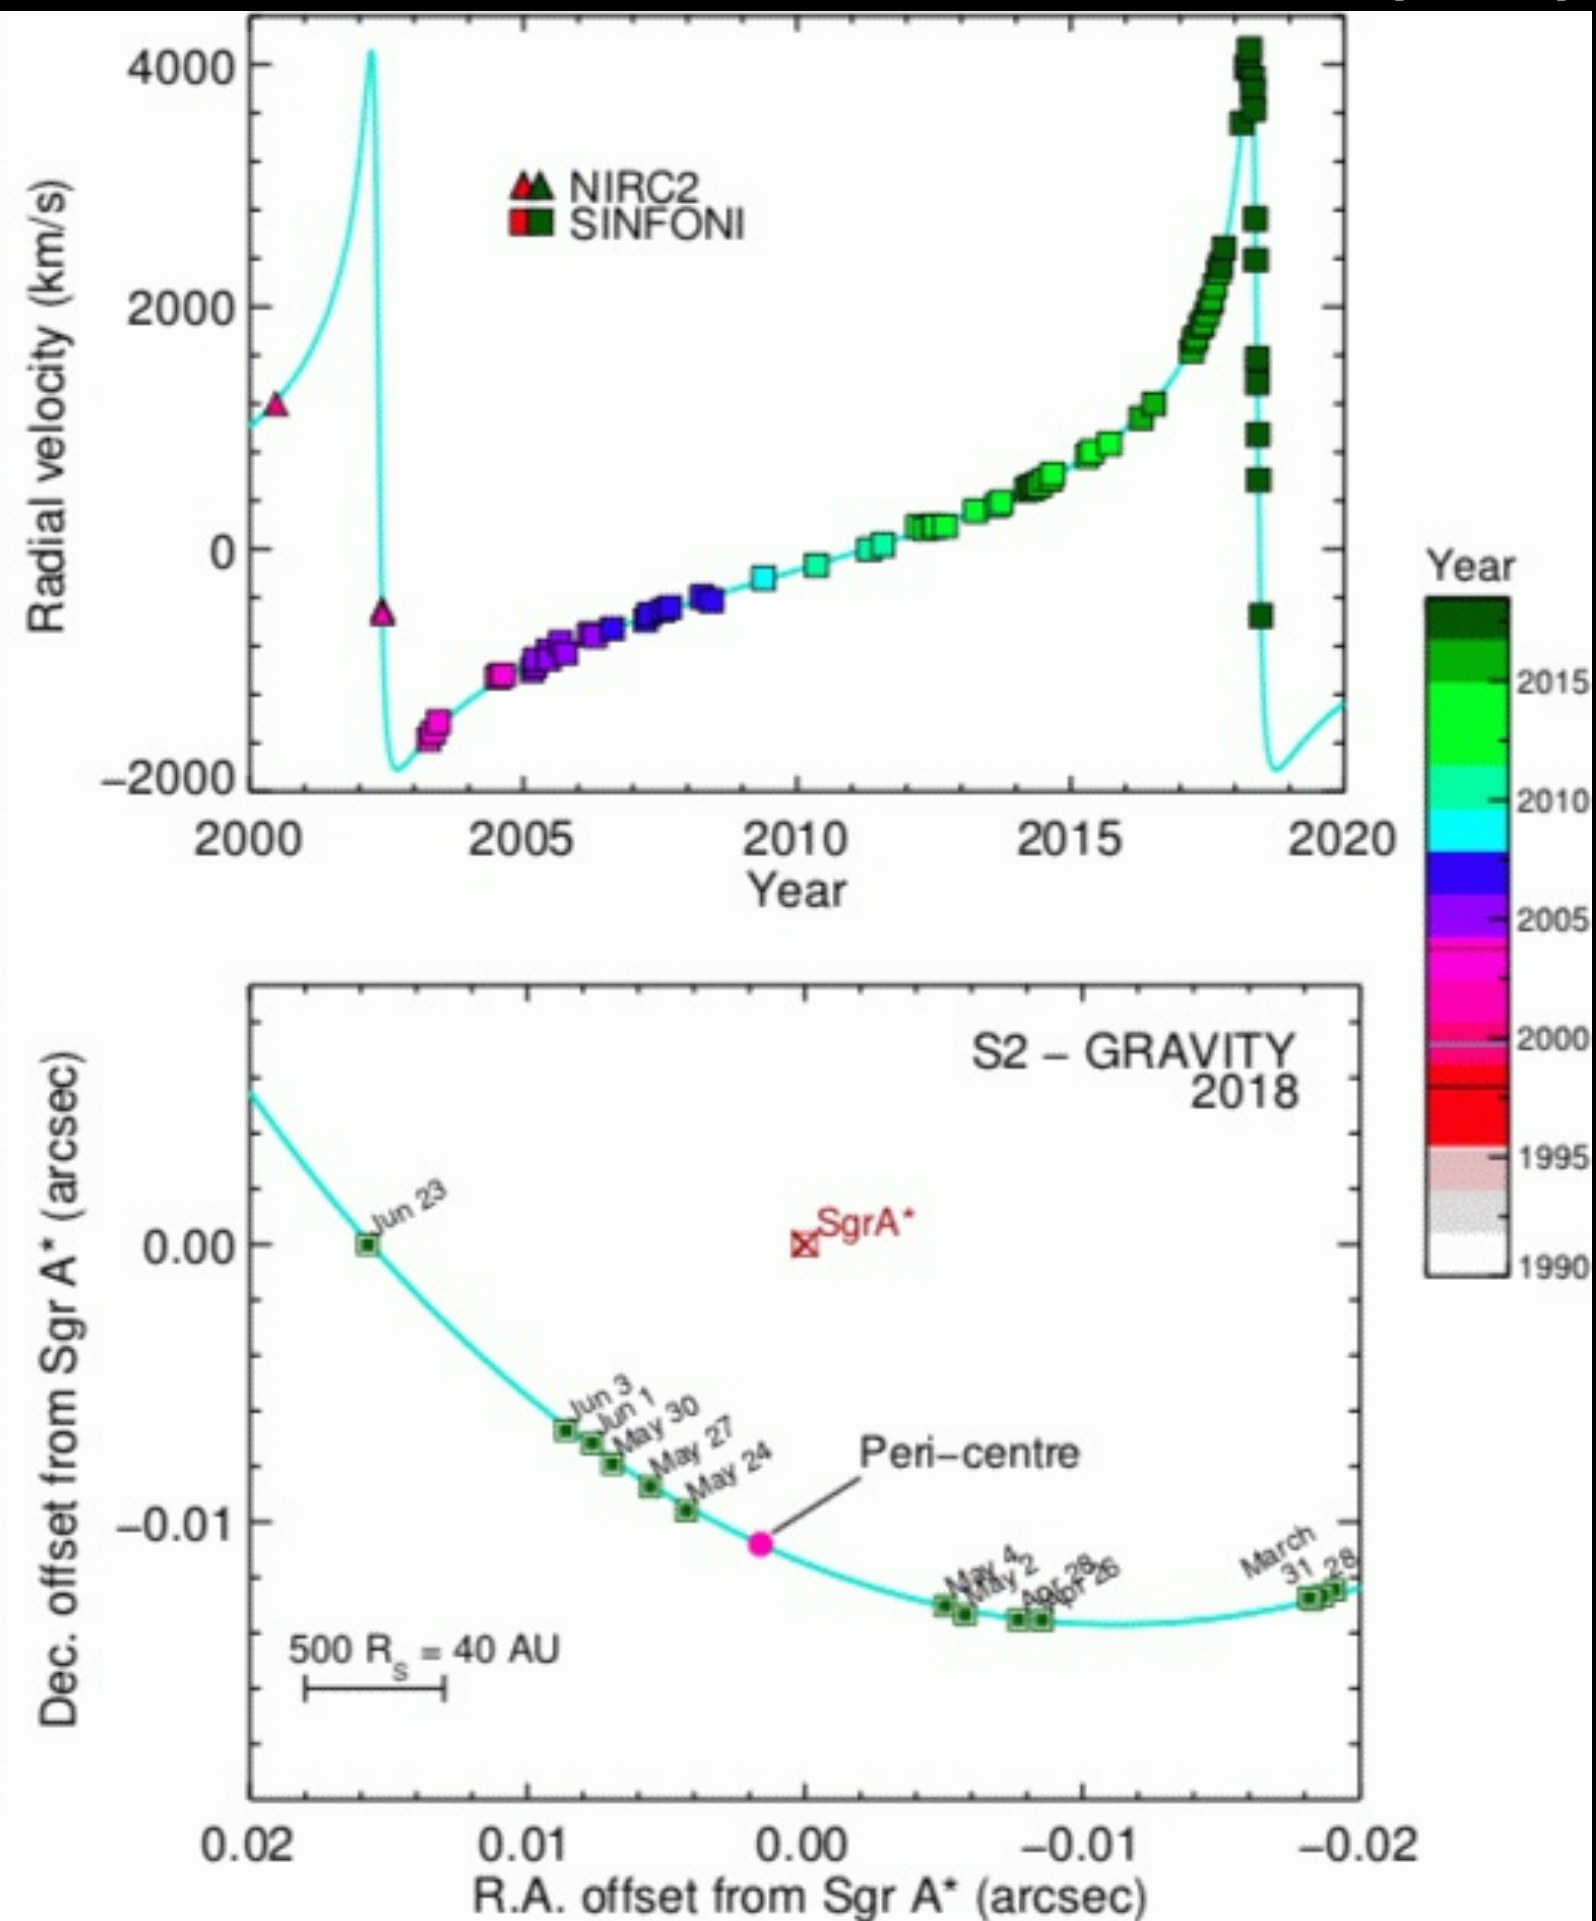 4000
2000
0
−2000
Radial velocity (km/s)
NIRC2
SINFONI
2000
2005
2010
2015
2020
Year
Year
2015
2010
2005
2000
1995
1990
S2 − GRAVITY
2018
SgrA*
Jun 23
Jun 3
Jun 1
May 30
May 27
May 24
Peri−centre
May 4
May 2
Apr 28
Apr 26
March
31 28
500 RS = 40 AU
0.00
−0.01
Dec. offset from Sgr A* (arcsec)
0.02
0.01
0.00
−0.01
−0.02
R.A. offset from Sgr A* (arcsec)